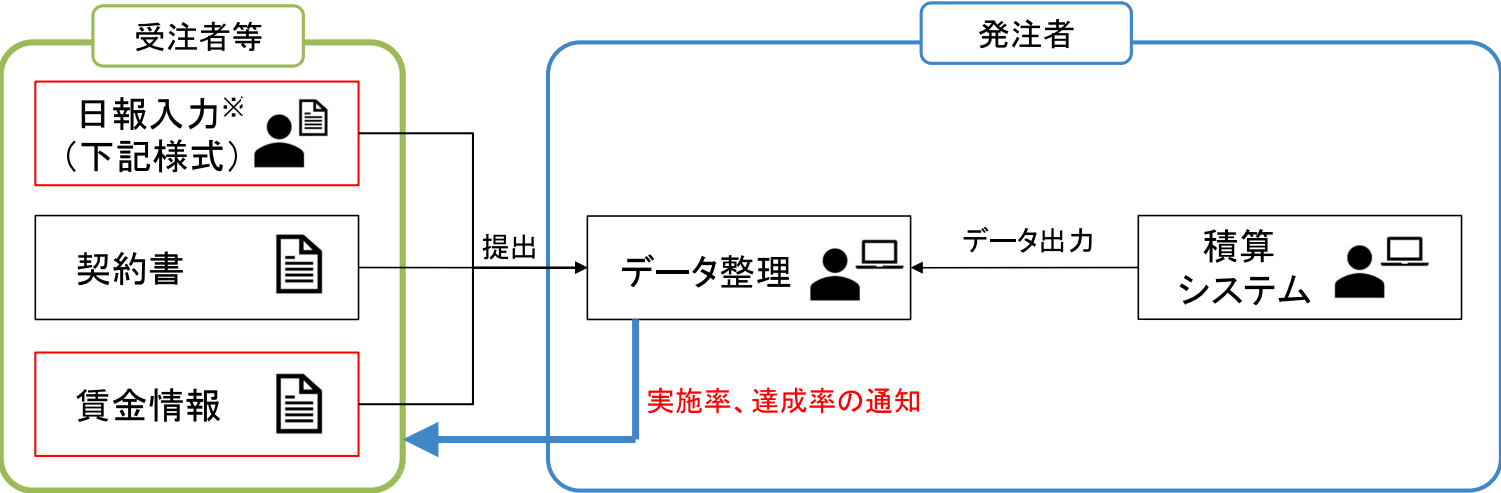 受注者等
発注者
日報入力※
（下記様式）
契約書
賃金情報
提出
データ整理
データ出力
積算
システム
実施率、達成率の通知